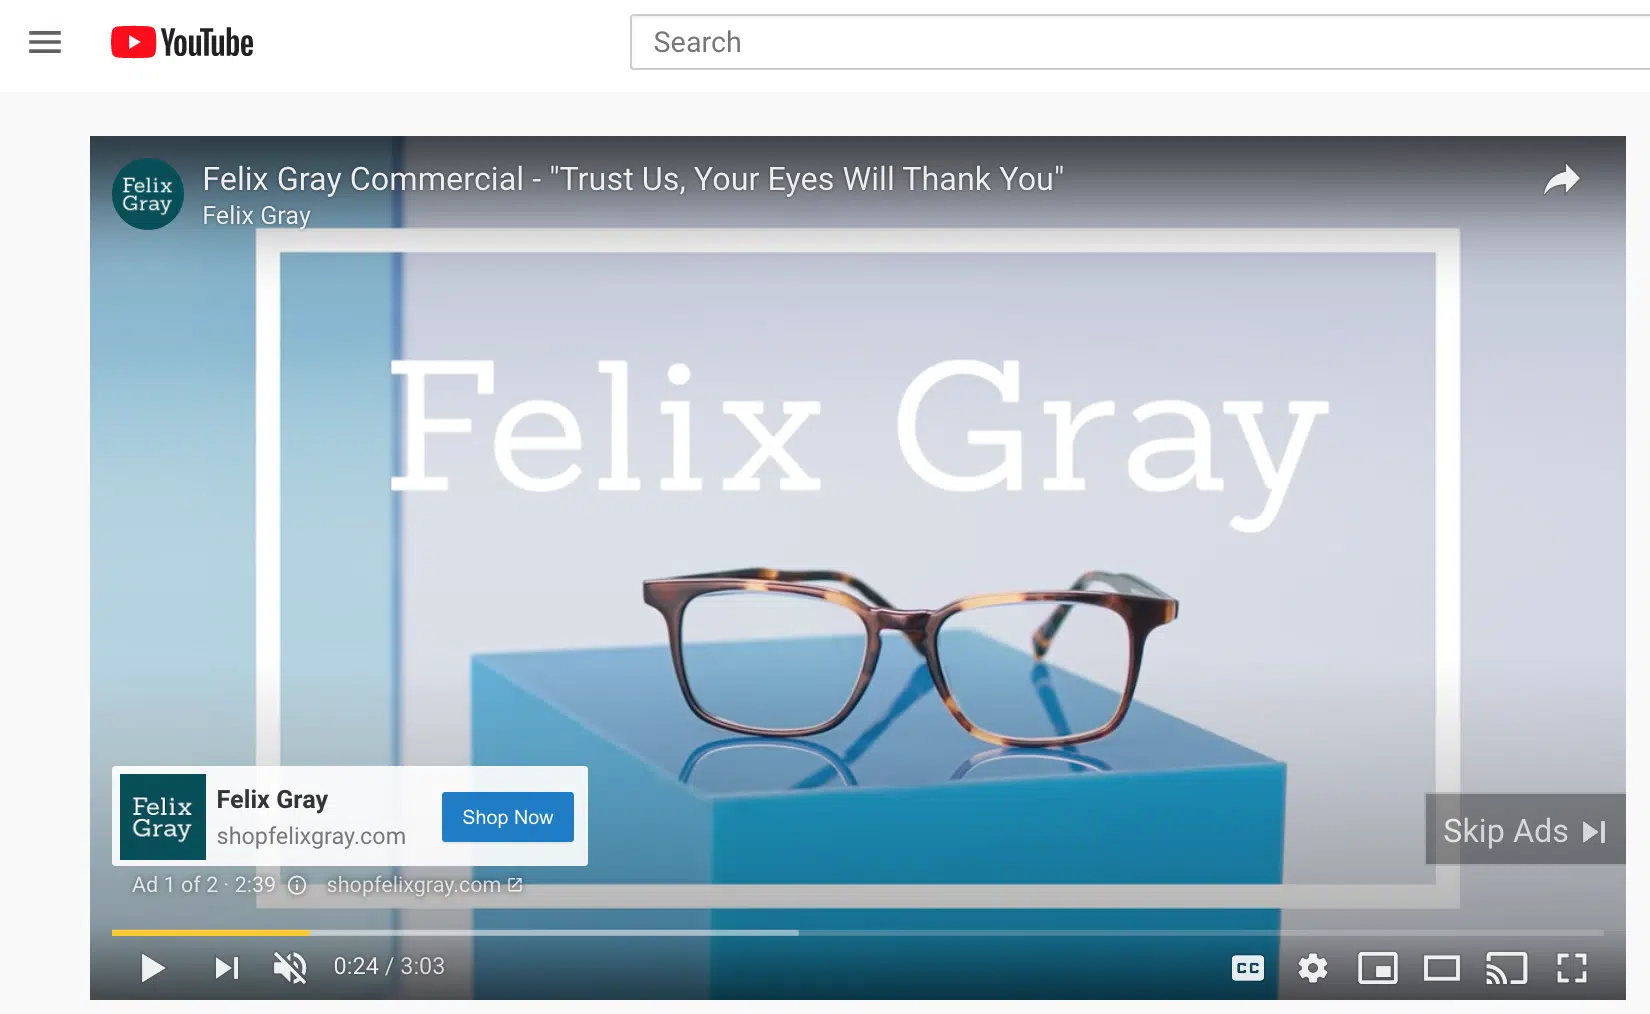 YouTube
Search
Felix Gray
Felix Gray Commercial - "Trust Us, Your Eyes Will Thank You"
Felix Gray
Felix Gray
Felix
Gray
Felix Gray
shopfelixgray.com
Shop Now
Skip Ads
Ad 1 of 2 · 2:39 shopfelixgray.com
0:24 / 3:03
CC